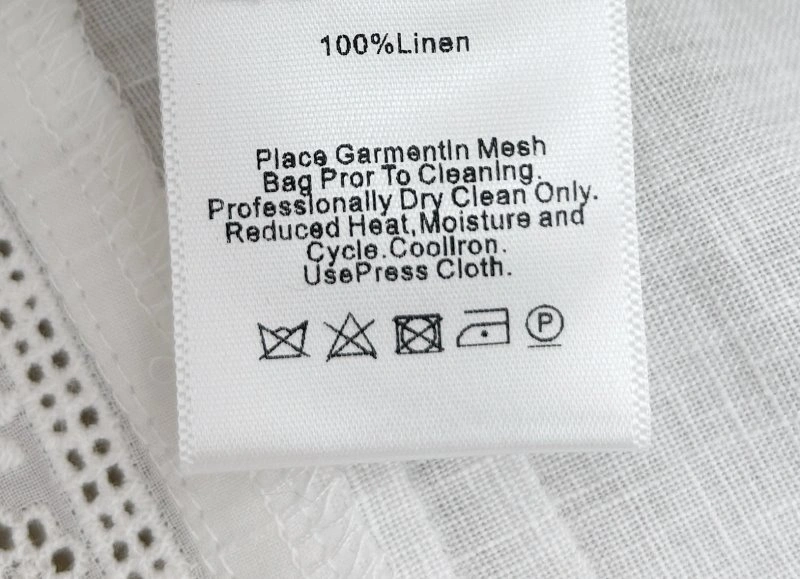 100%Linen
Place GarmentIn Mesh
Bag Pror To Cleaning.
Professionally Dry Clean Only.
Reduced Heat,Moisture and
Cycle.CoolIron.
UsePress Cloth.
P